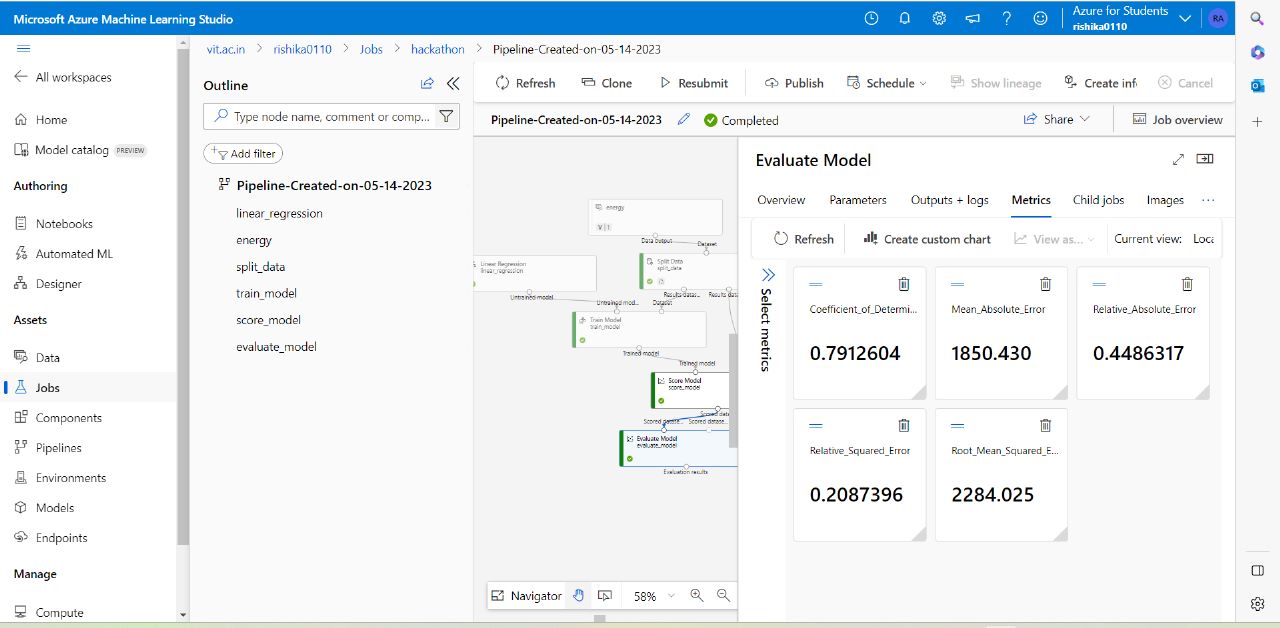 Microsoft Azure Machine Learning Studio
Azure for Students
rishika0110
RA
vit.ac.in > rishika0110 > Jobs > hackathon > Pipeline-Created-on-05-14-2023
All workspaces
Home
Model catalog PREVIEW
Authoring
Notebooks
Automated ML
Designer
Assets
Data
Jobs
Components
Pipelines
Environments
Models
Endpoints
Manage
Compute
Outline
Type node name, comment or comp...
Add filter
Pipeline-Created-on-05-14-2023
linear_regression
energy
split_data
train_model
score_model
evaluate_model
Refresh Clone Resubmit Publish Schedule Show lineage Create infe Cancel
Pipeline-Created-on-05-14-2023 Completed Share Job overview
energy
V | 1
Data output Dataset
Linear Regression
linear_regression
Split Data
split_data
Untrained model
Results datas... Results data
Untrained mod... Dataset
Train Model
train_model
Trained model
Trained model
Score Model
score_model
Scored data
Scored datase... Scored datase...
Evaluate Model
evaluate_model
Evaluation results
Navigator 58%
Evaluate Model
Overview Parameters Outputs + logs Metrics Child jobs Images ...
Refresh Create custom chart View as... Current view: Loca
Select metrics
Coefficient_of_Determi...
0.7912604
Mean_Absolute_Error
1850.430
Relative_Absolute_Error
0.4486317
Relative_Squared_Error
0.2087396
Root_Mean_Squared_E...
2284.025